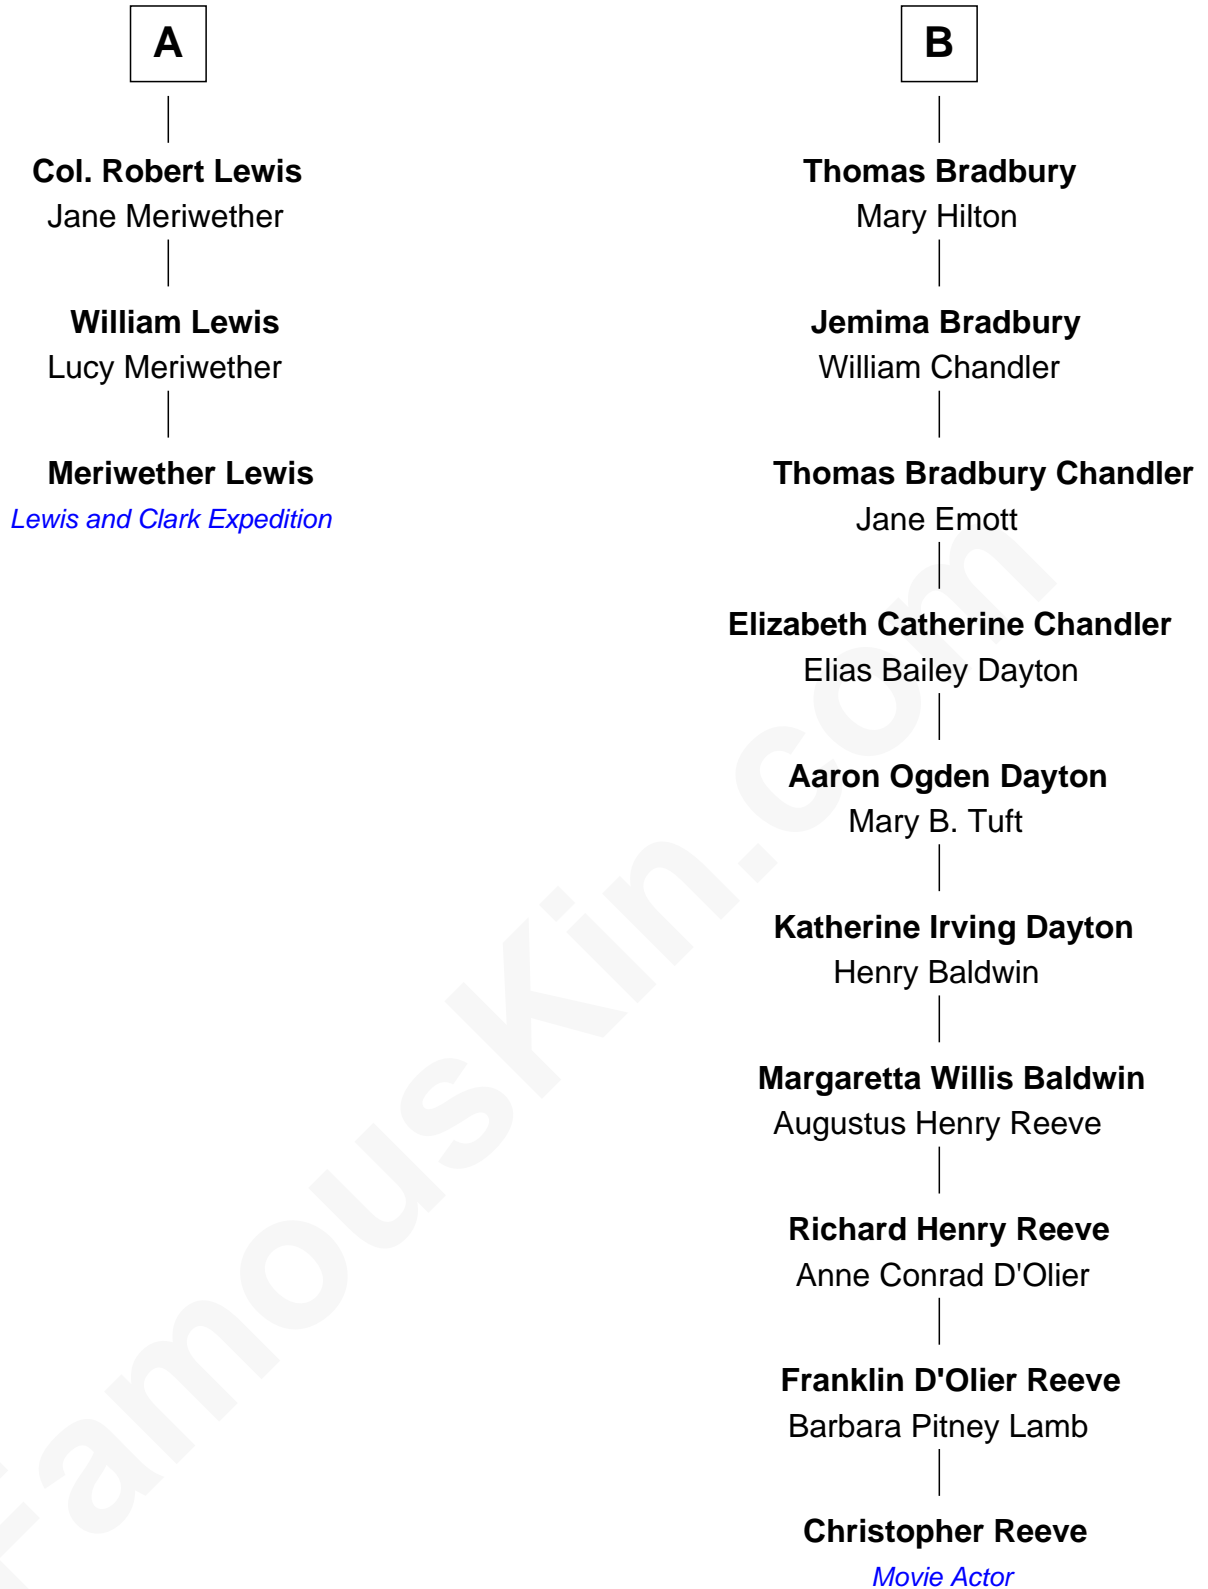 A
Col. Robert Lewis
Jane Meriwether
William Lewis
Lucy Meriwether
Meriwether Lewis
Lewis and Clark Expedition
B
Thomas Bradbury
Mary Hilton
Jemima Bradbury
William Chandler
Thomas Bradbury Chandler
Jane Emott
Elizabeth Catherine Chandler
Elias Bailey Dayton
Aaron Ogden Dayton
Mary B. Tuft
Katherine Irving Dayton
Henry Baldwin
Margaretta Willis Baldwin
Augustus Henry Reeve
Richard Henry Reeve
Anne Conrad D'Olier
Franklin D'Olier Reeve
Barbara Pitney Lamb
Christopher Reeve
Movie Actor
FamousKin.com